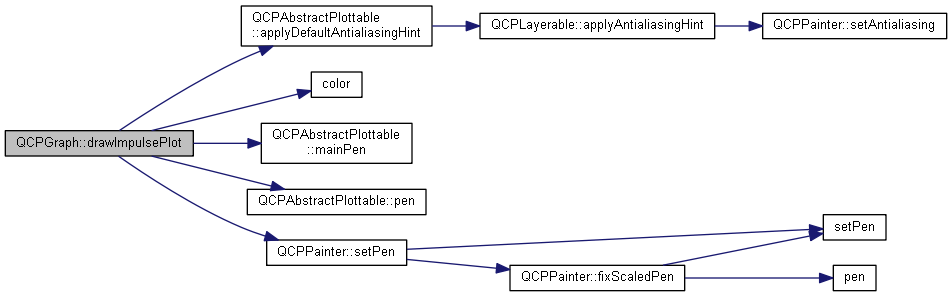 QCPGraph::drawImpulsePlot
QCPAbstractPlottable
::applyDefaultAntialiasingHint
QCPLayerable::applyAntialiasingHint
QCPPainter::setAntialiasing
color
QCPAbstractPlottable
::mainPen
QCPAbstractPlottable::pen
QCPPainter::setPen
setPen
QCPPainter::fixScaledPen
pen